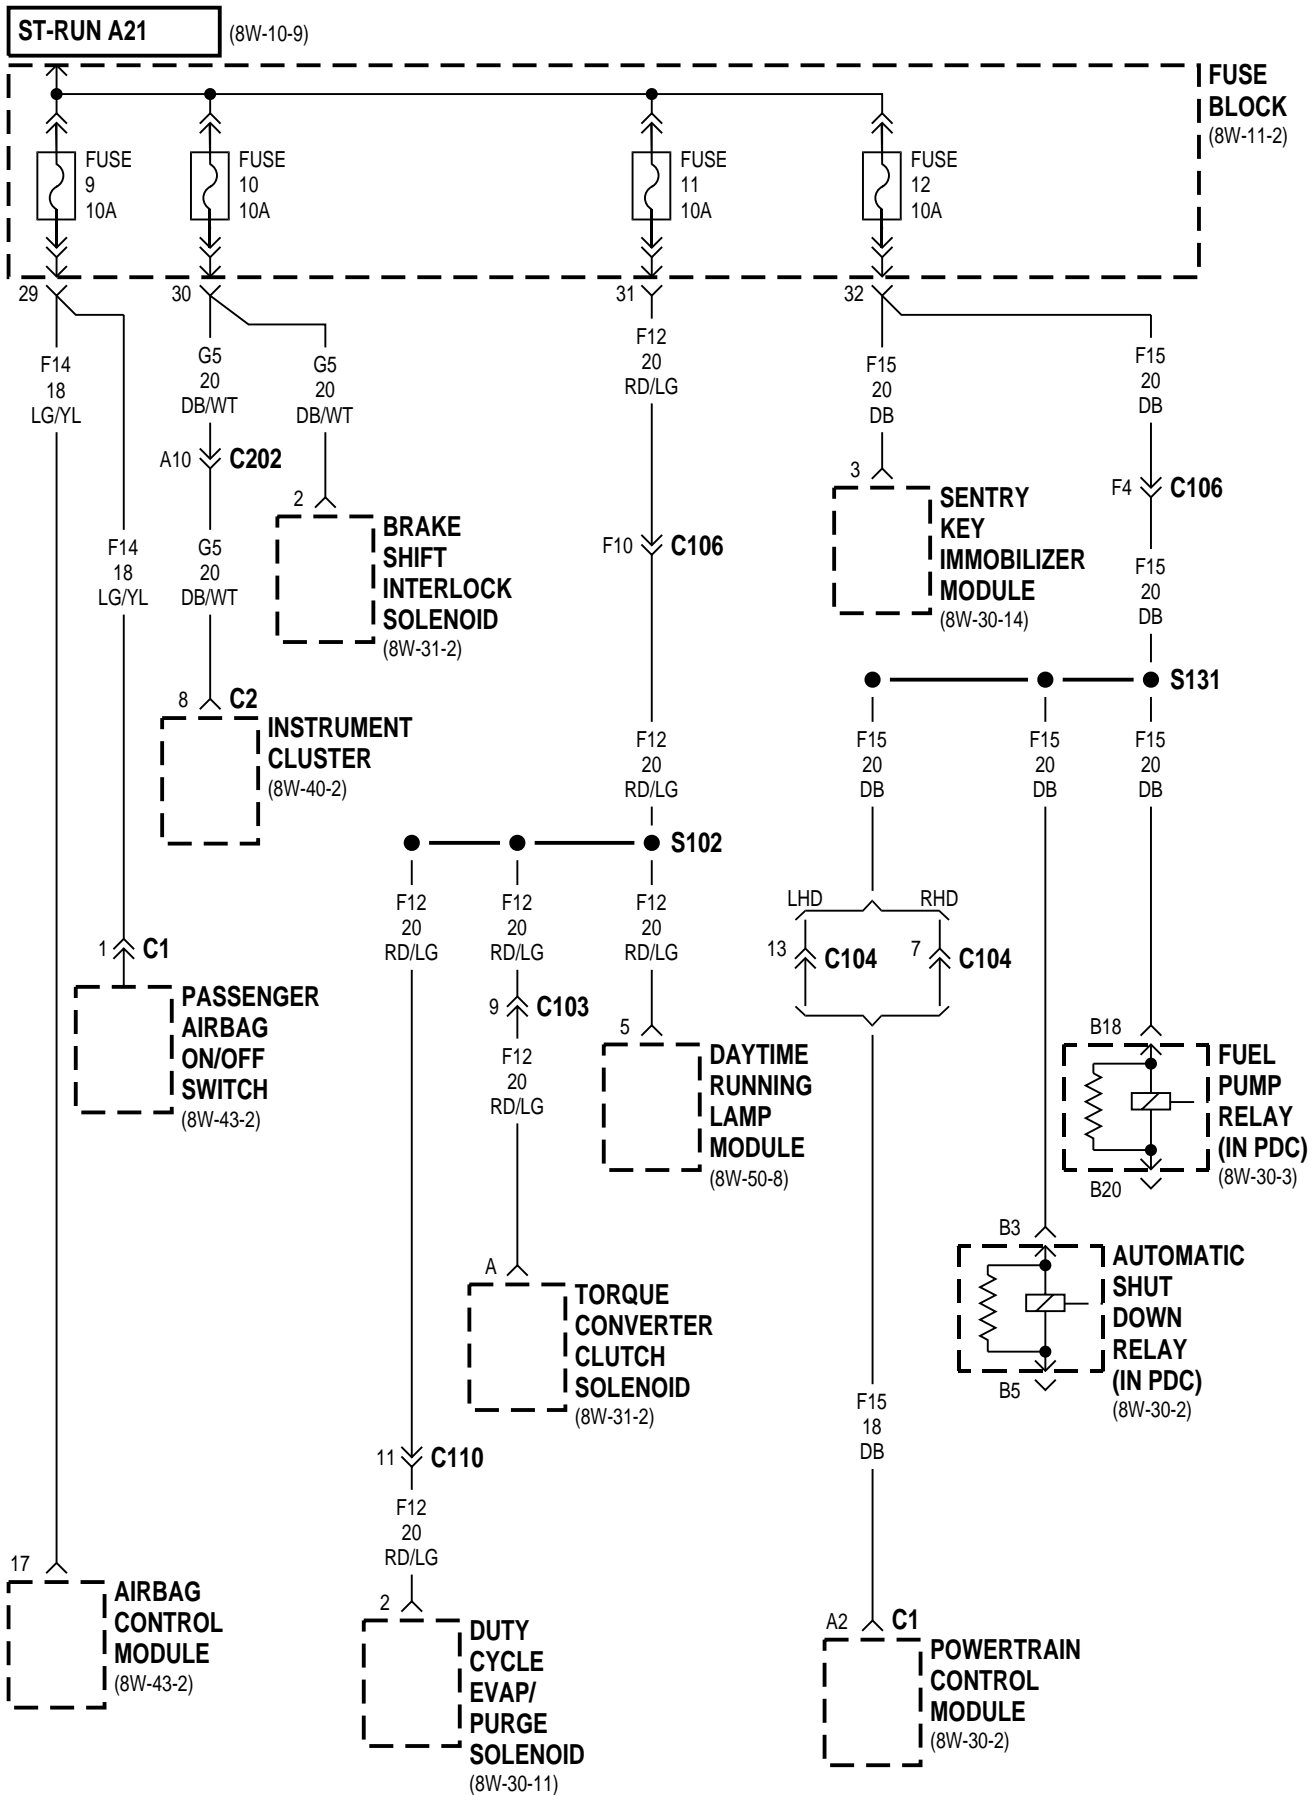 ST-RUN A21
(8W-10-9)
FUSE
BLOCK
(8W-11-2)
FUSE
9
10A
FUSE
10
10A
FUSE
11
10A
FUSE
12
10A
29
30
31
32
F14
18
LG/YL
G5
20
DB/WT
G5
20
DB/WT
F12
20
RD/LG
F15
20
DB
F15
20
DB
A10
C202
2
BRAKE
SHIFT
INTERLOCK
SOLENOID
(8W-31-2)
3
SENTRY
KEY
IMMOBILIZER
MODULE
(8W-30-14)
F4
C106
F14
18
LG/YL
G5
20
DB/WT
F10
C106
F15
20
DB
S131
8
C2
INSTRUMENT
CLUSTER
(8W-40-2)
F12
20
RD/LG
F15
20
DB
F15
20
DB
F15
20
DB
S102
F12
20
RD/LG
F12
20
RD/LG
F12
20
RD/LG
LHD
RHD
13
C104
7
C104
1
C1
PASSENGER
AIRBAG
ON/OFF
SWITCH
(8W-43-2)
9
C103
F12
20
RD/LG
5
DAYTIME
RUNNING
LAMP
MODULE
(8W-50-8)
B18
FUEL
PUMP
RELAY
(IN PDC)
(8W-30-3)
B20
B3
AUTOMATIC
SHUT
DOWN
RELAY
(IN PDC)
(8W-30-2)
B5
A
TORQUE
CONVERTER
CLUTCH
SOLENOID
(8W-31-2)
F15
18
DB
11
C110
F12
20
RD/LG
17
AIRBAG
CONTROL
MODULE
(8W-43-2)
2
DUTY
CYCLE
EVAP/
PURGE
SOLENOID
(8W-30-11)
A2
C1
POWERTRAIN
CONTROL
MODULE
(8W-30-2)